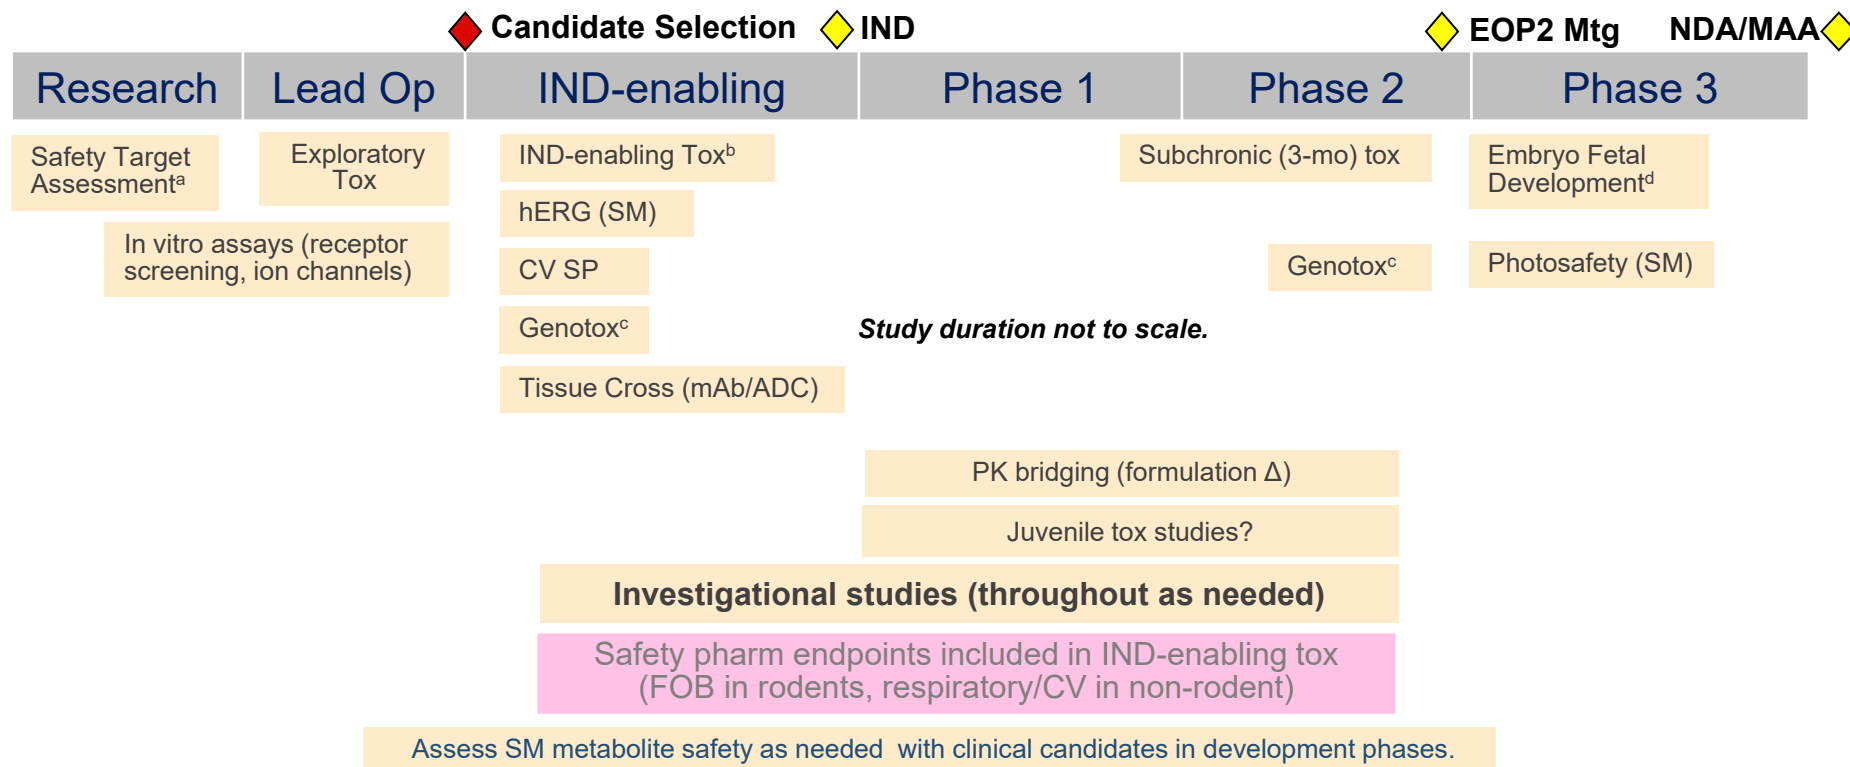 Candidate Selection
IND
EOP2 Mtg
NDA/MAA
Research
Lead Op
IND-enabling
Phase 1
Phase 2
Phase 3
Safety Target
Assessmentᵃ
Exploratory
Tox
In vitro assays (receptor
screening, ion channels)
IND-enabling Toxᵇ
hERG (SM)
CV SP
Genotoxᶜ
Tissue Cross (mAb/ADC)
Subchronic (3-mo) tox
Genotoxᶜ
Embryo Fetal
Developmentᵈ
Photosafety (SM)
Study duration not to scale.
PK bridging (formulation Δ)
Juvenile tox studies?
Investigational studies (throughout as needed)
Safety pharm endpoints included in IND-enabling tox
(FOB in rodents, respiratory/CV in non-rodent)
Assess SM metabolite safety as needed  with clinical candidates in development phases.